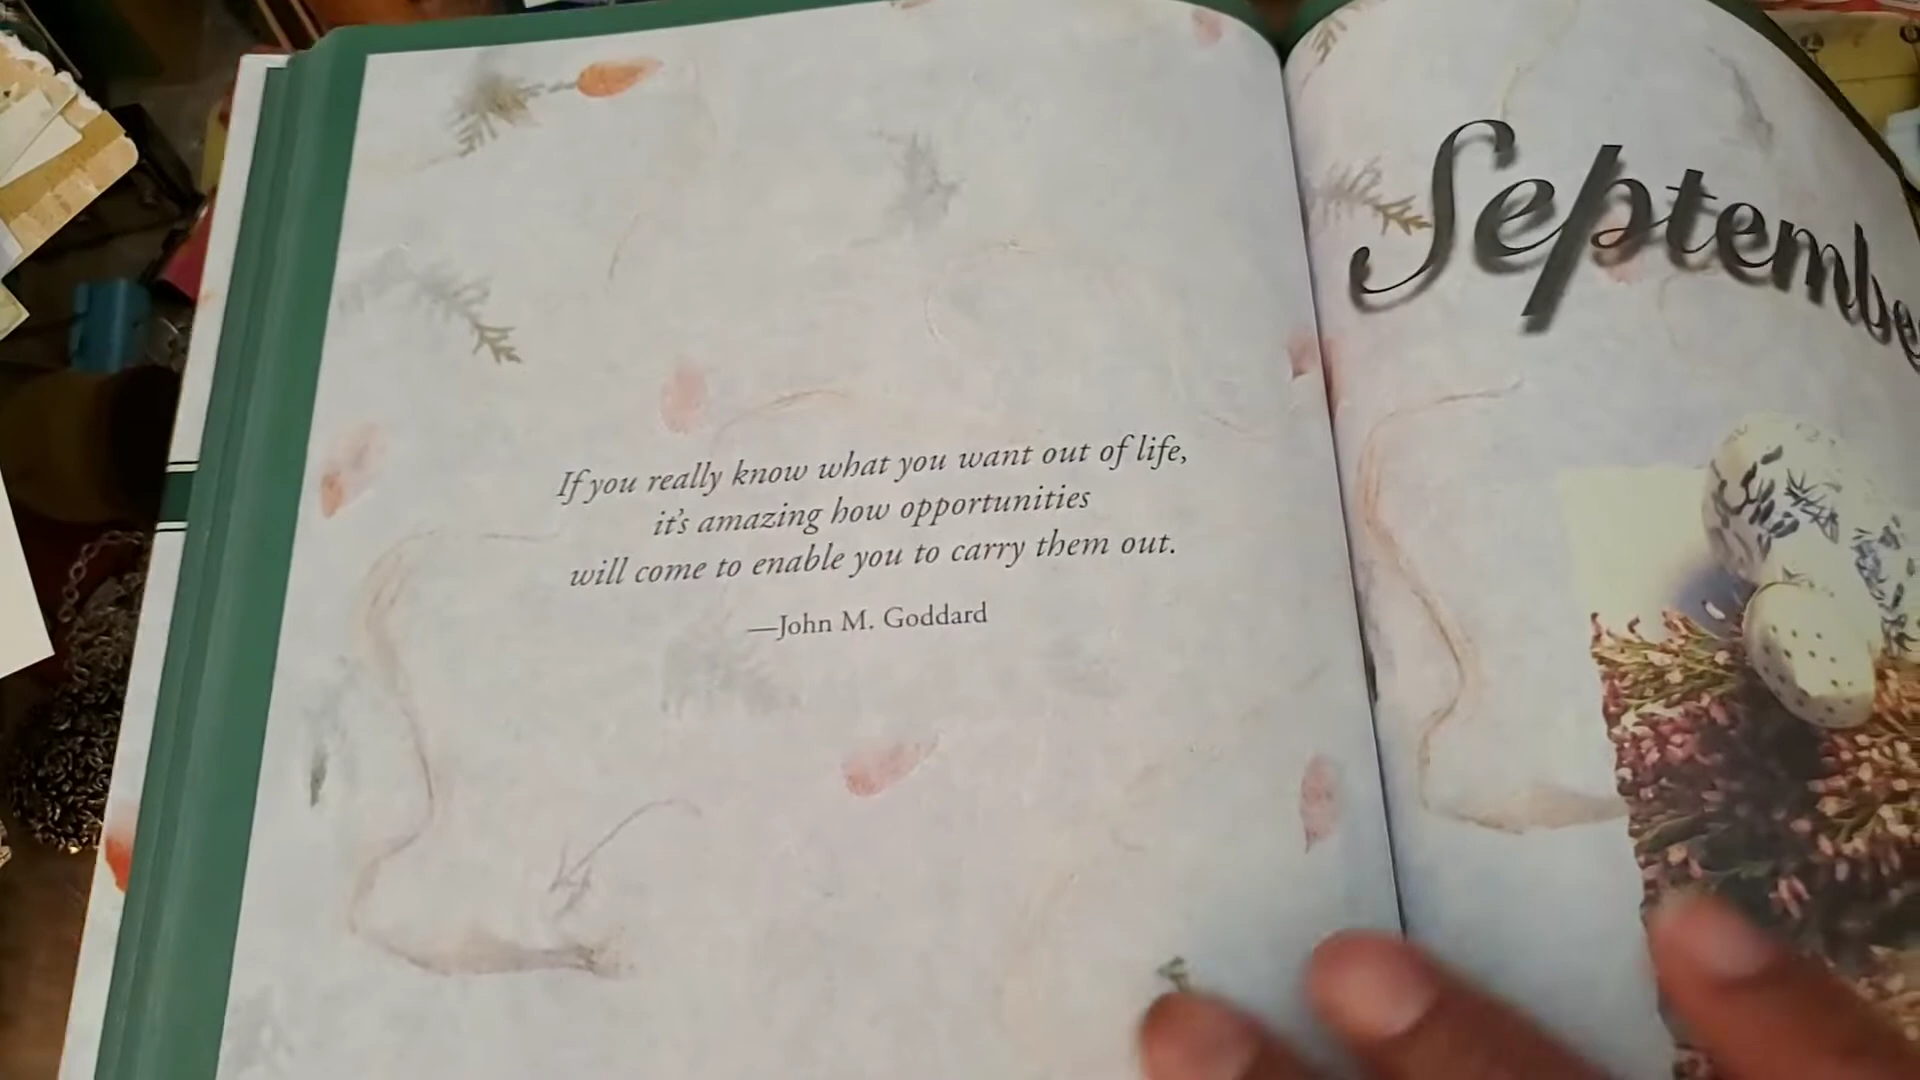 If you really know what you want out of life,
it's amazing how opportunities
will come to enable you to carry them out.
—John M. Goddard
Septembe